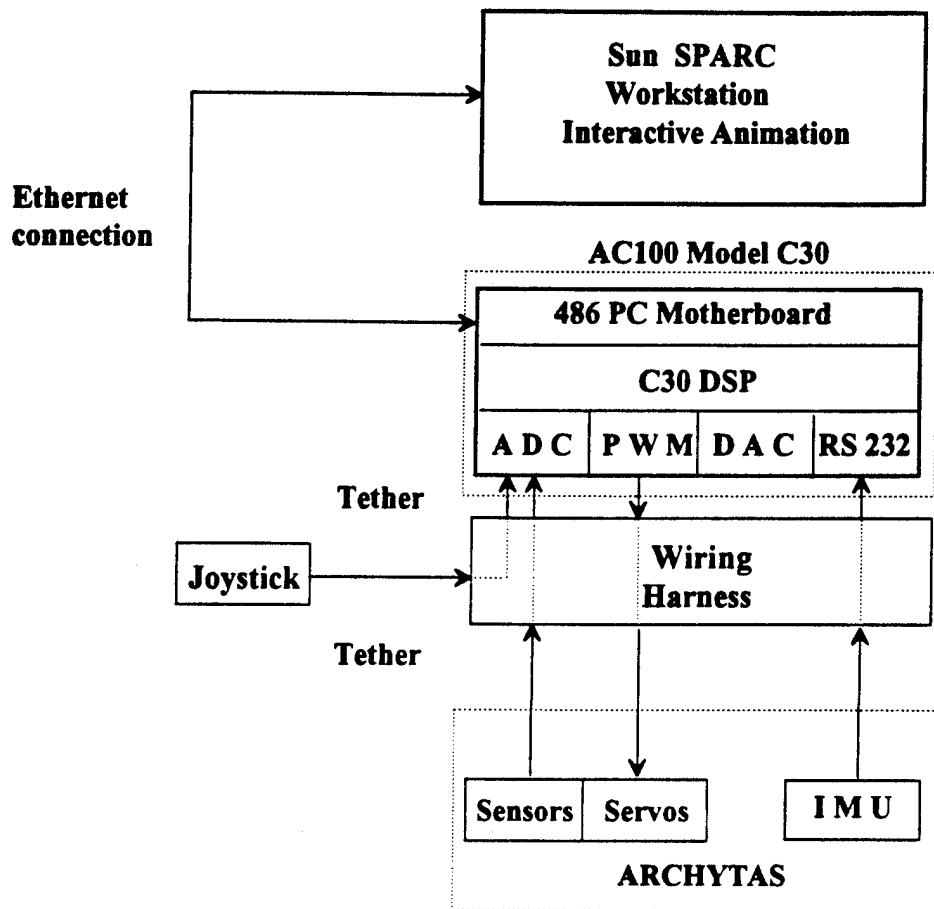 Sun SPARC
Workstation
Interactive Animation
Ethernet
connection
AC100 Model C30
486 PC Motherboard
C30 DSP
A D C P W M D A C RS 232
Tether
Joystick
Wiring
Harness
Tether
Sensors Servos I M U
ARCHYTAS